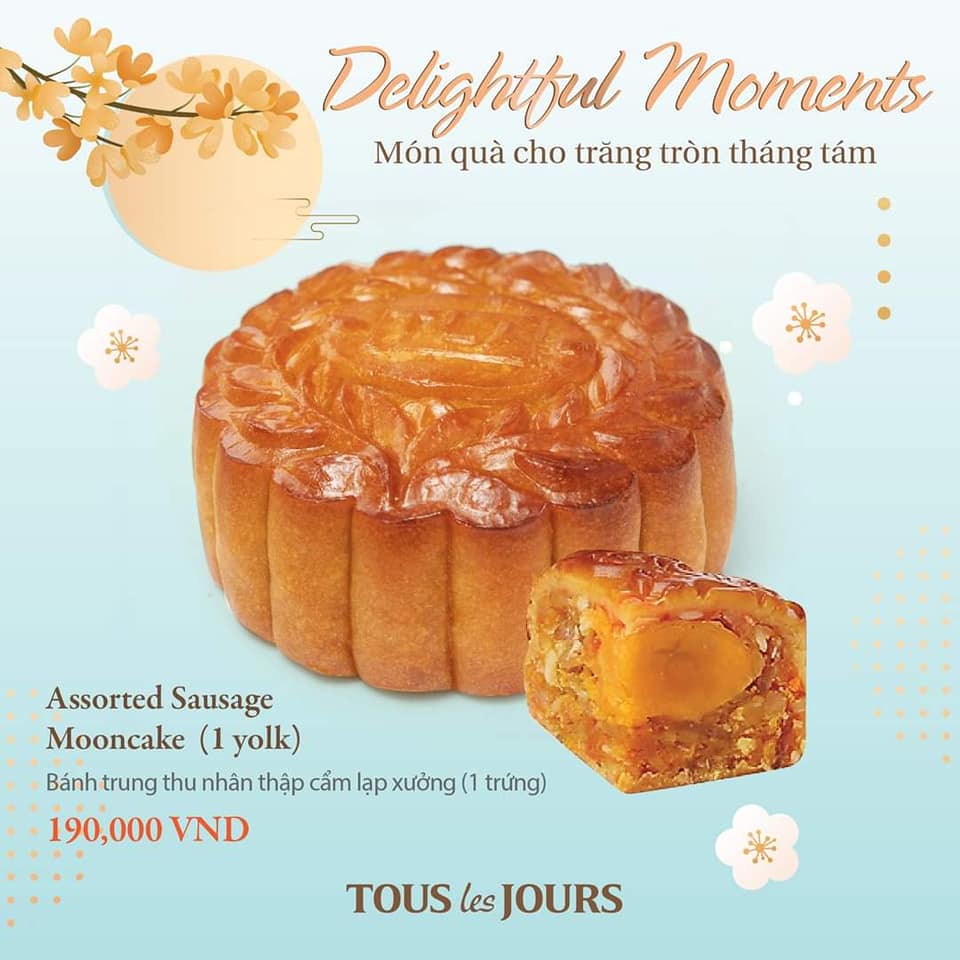 Delightful Moments
Món quà cho trăng tròn tháng tám
Assorted Sausage
Mooncake (1 yolk)
Bánh trung thu nhân thập cẩm lạp xưởng (1 trứng)
190,000 VND
TOUS les JOURS